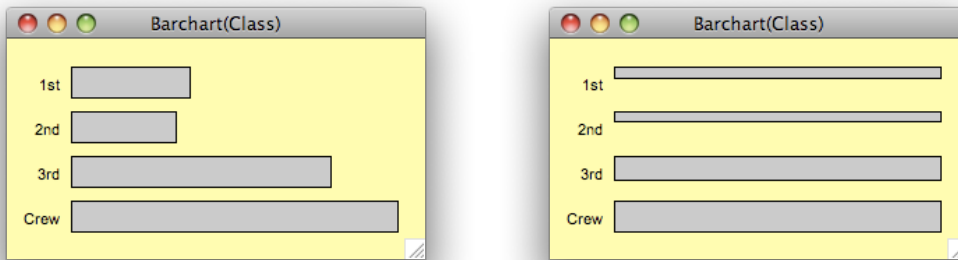 Barchart(Class)
1st
2nd
3rd
Crew
Barchart(Class)
1st
2nd
3rd
Crew